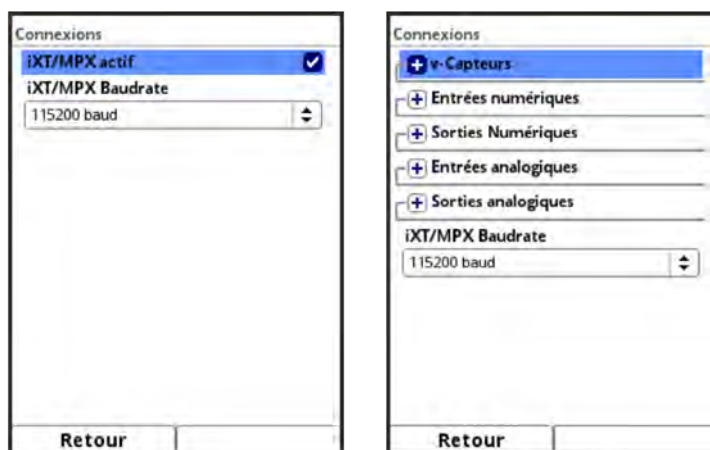 Connexions
iXT/MPX actif
iXT/MPX Baudrate
115200 baud
Retour
Connexions
v-Capteurs
Entrées numériques
Sorties Numériques
Entrées analogiques
Sorties analogiques
iXT/MPX Baudrate
115200 baud
Retour